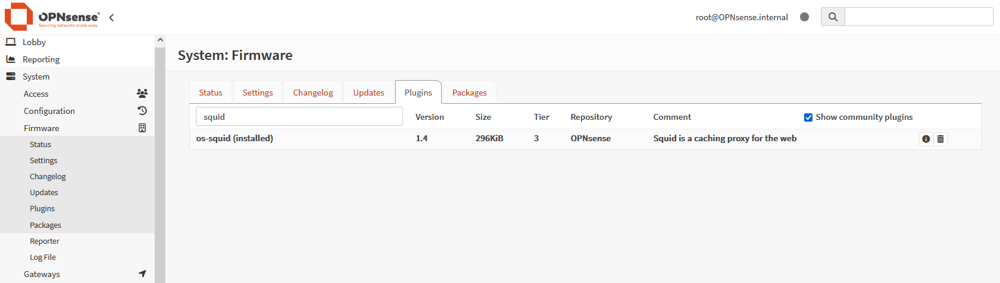 OPNsense®
Securing networks made easy
root@OPNsense.internal
Lobby
Reporting
System
Access
Configuration
Firmware
Status
Settings
Changelog
Updates
Plugins
Packages
Reporter
Log File
Gateways
System: Firmware
Status Settings Changelog Updates Plugins Packages
squid Version Size Tier Repository Comment Show community plugins
os-squid (installed) 1.4 296KiB 3 OPNsense Squid is a caching proxy for the web